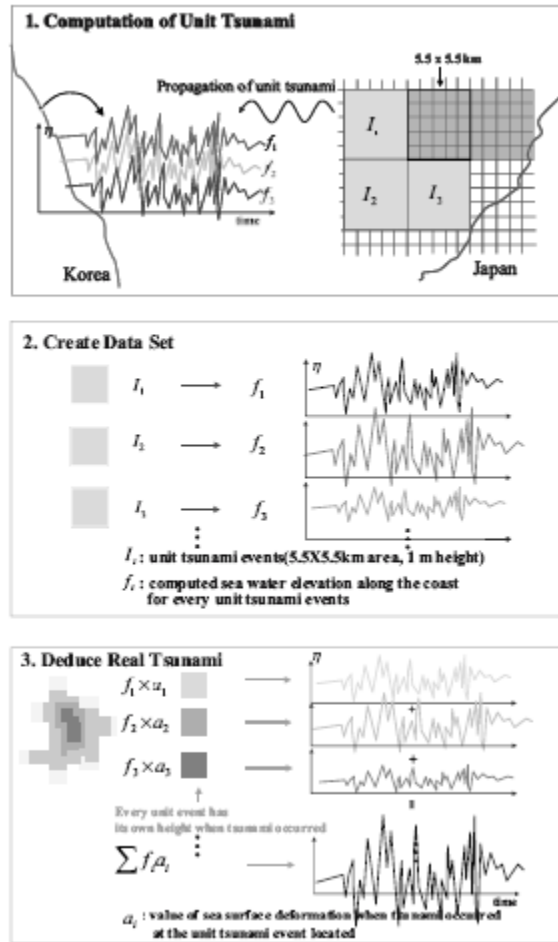 1. Computation of Unit Tsunami
5.5 x 5.5km
Propagation of unit tsunami
η
f₁
f₂
f₃
time
I₁
I₂
I₃
Korea
Japan
2. Create Data Set
I₁
f₁
η
I₂
f₂
I₃
f₃
Iᵢ : unit tsunami events(5.5X5.5km area, 1 m height)
fᵢ : computed sea water elevation along the coast
for every unit tsunami events
3. Deduce Real Tsunami
η
f₁×a₁
f₂×a₂
+
f₃×a₃
+
Every unit event has
its own height when tsunami occurred
=
∑ fᵢaᵢ
time
aᵢ : value of sea surface deformation when tsunami occurred
at the unit tsunami event located